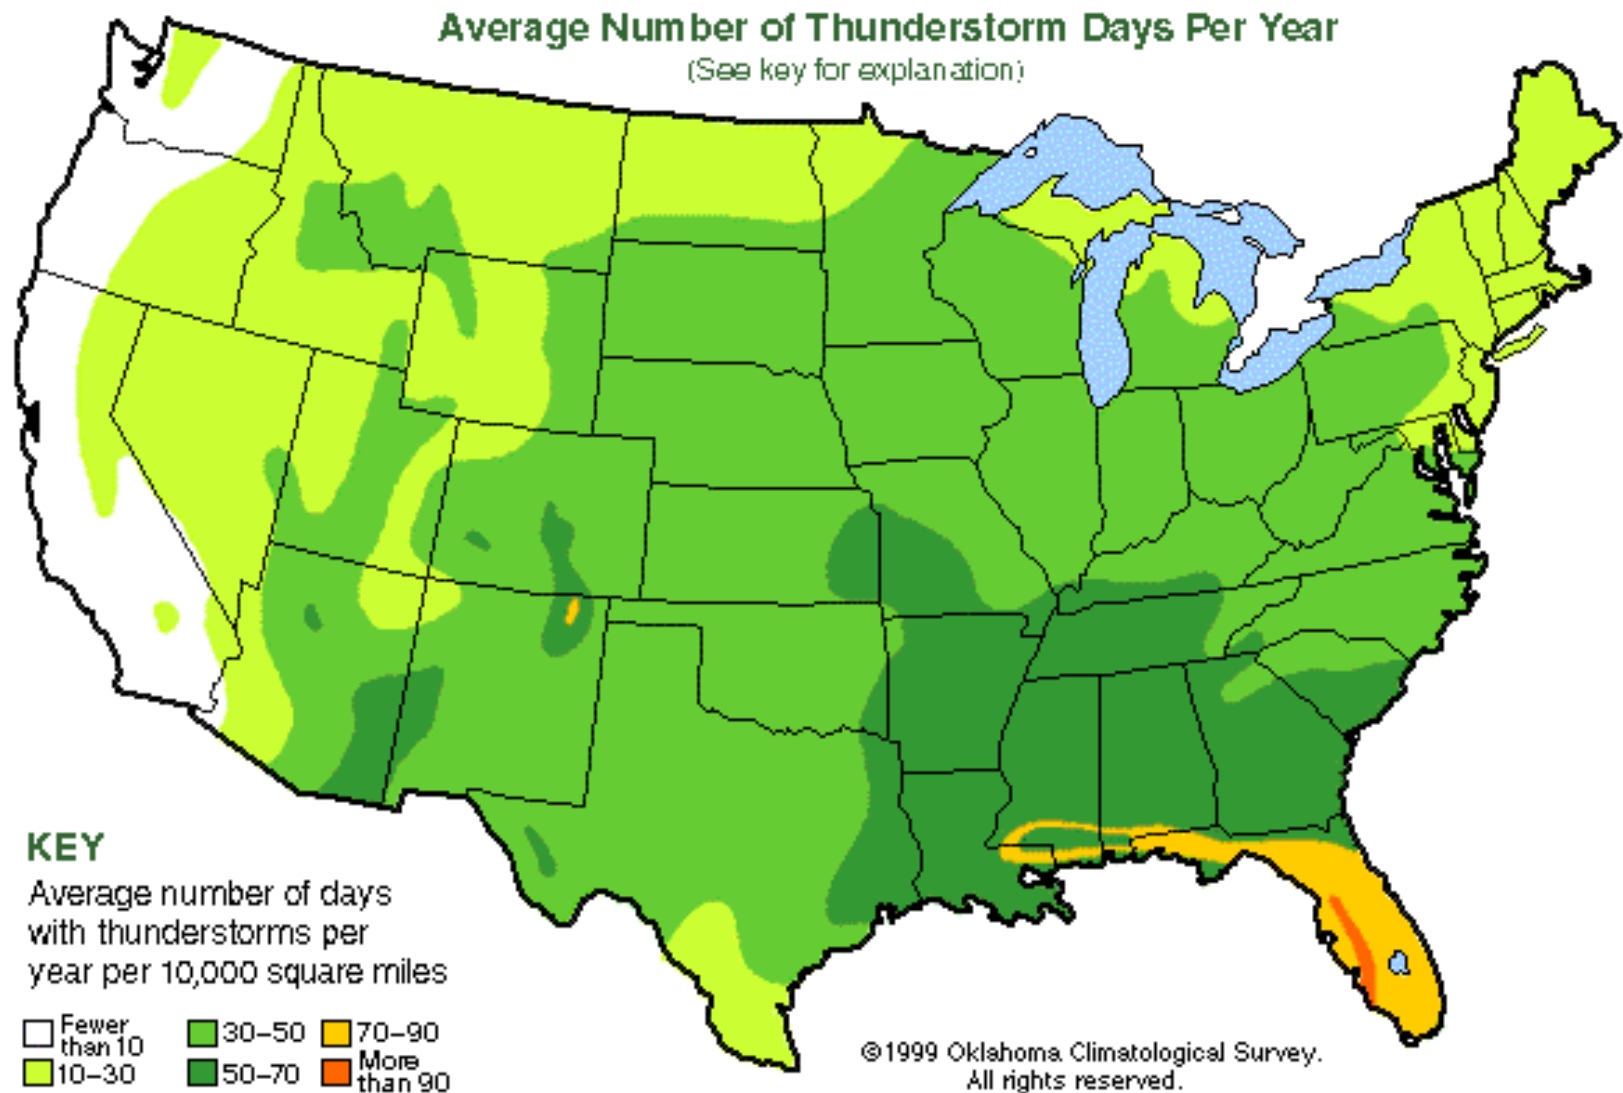 Average Number of Thunderstorm Days Per Year
(See key for explanation)
KEY
Average number of days
with thunderstorms per
year per 10,000 square miles
Fewer
than 10
10–30
30–50
50–70
70–90
More
than 90
©1999 Oklahoma Climatological Survey.
All rights reserved.